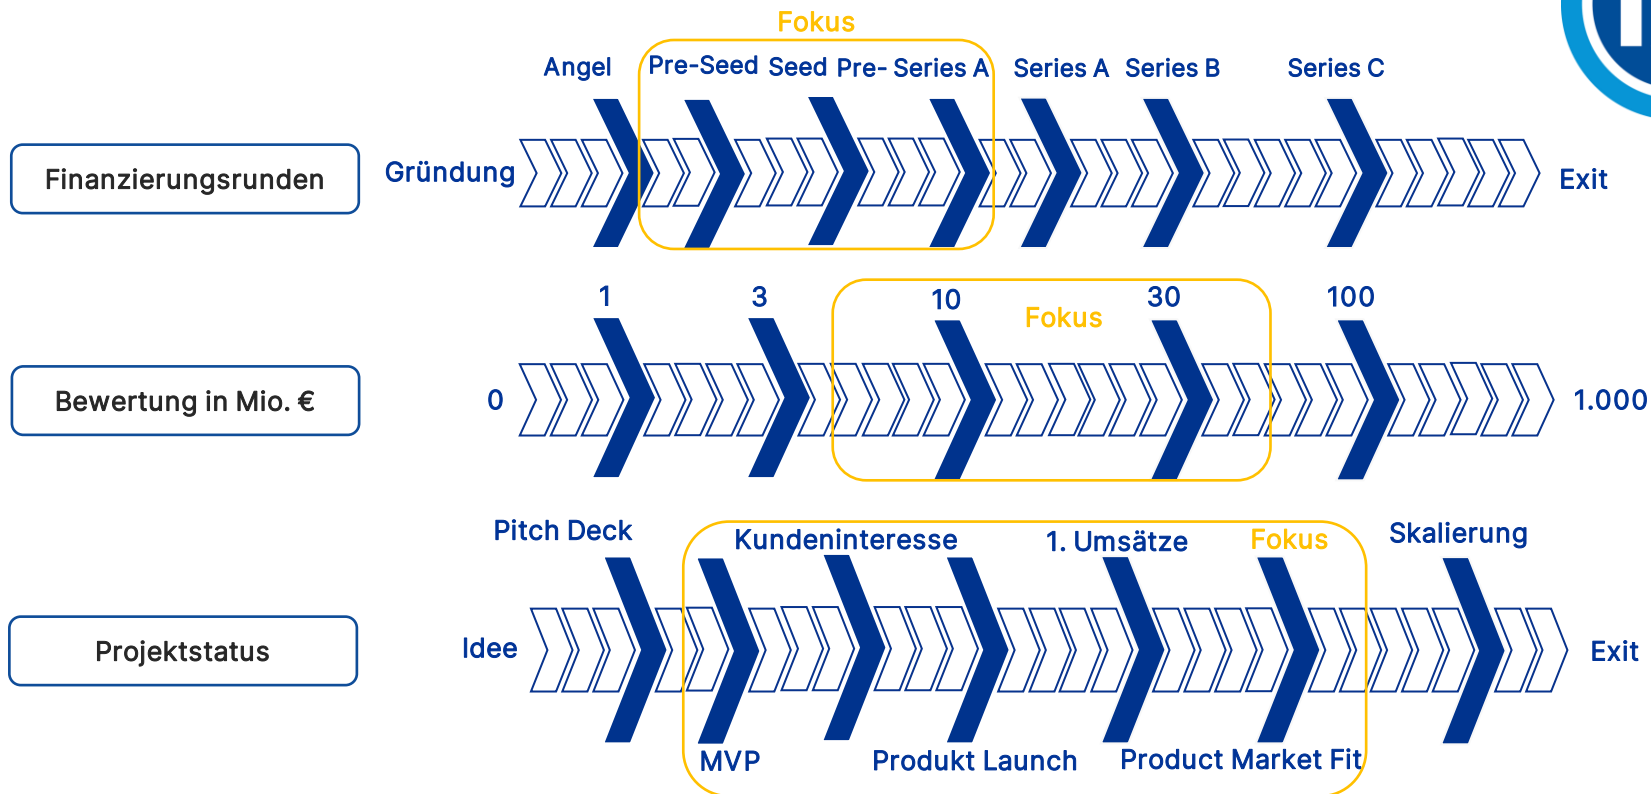 Fokus
Angel Pre-Seed Seed Pre- Series A Series A Series B Series C
Finanzierungsrunden
Gründung
Exit
1 3 10 30 100
Fokus
Bewertung in Mio. €
0
1.000
Pitch Deck Kundeninteresse 1. Umsätze Fokus Skalierung
Projektstatus
Idee
Exit
MVP Produkt Launch Product Market Fit